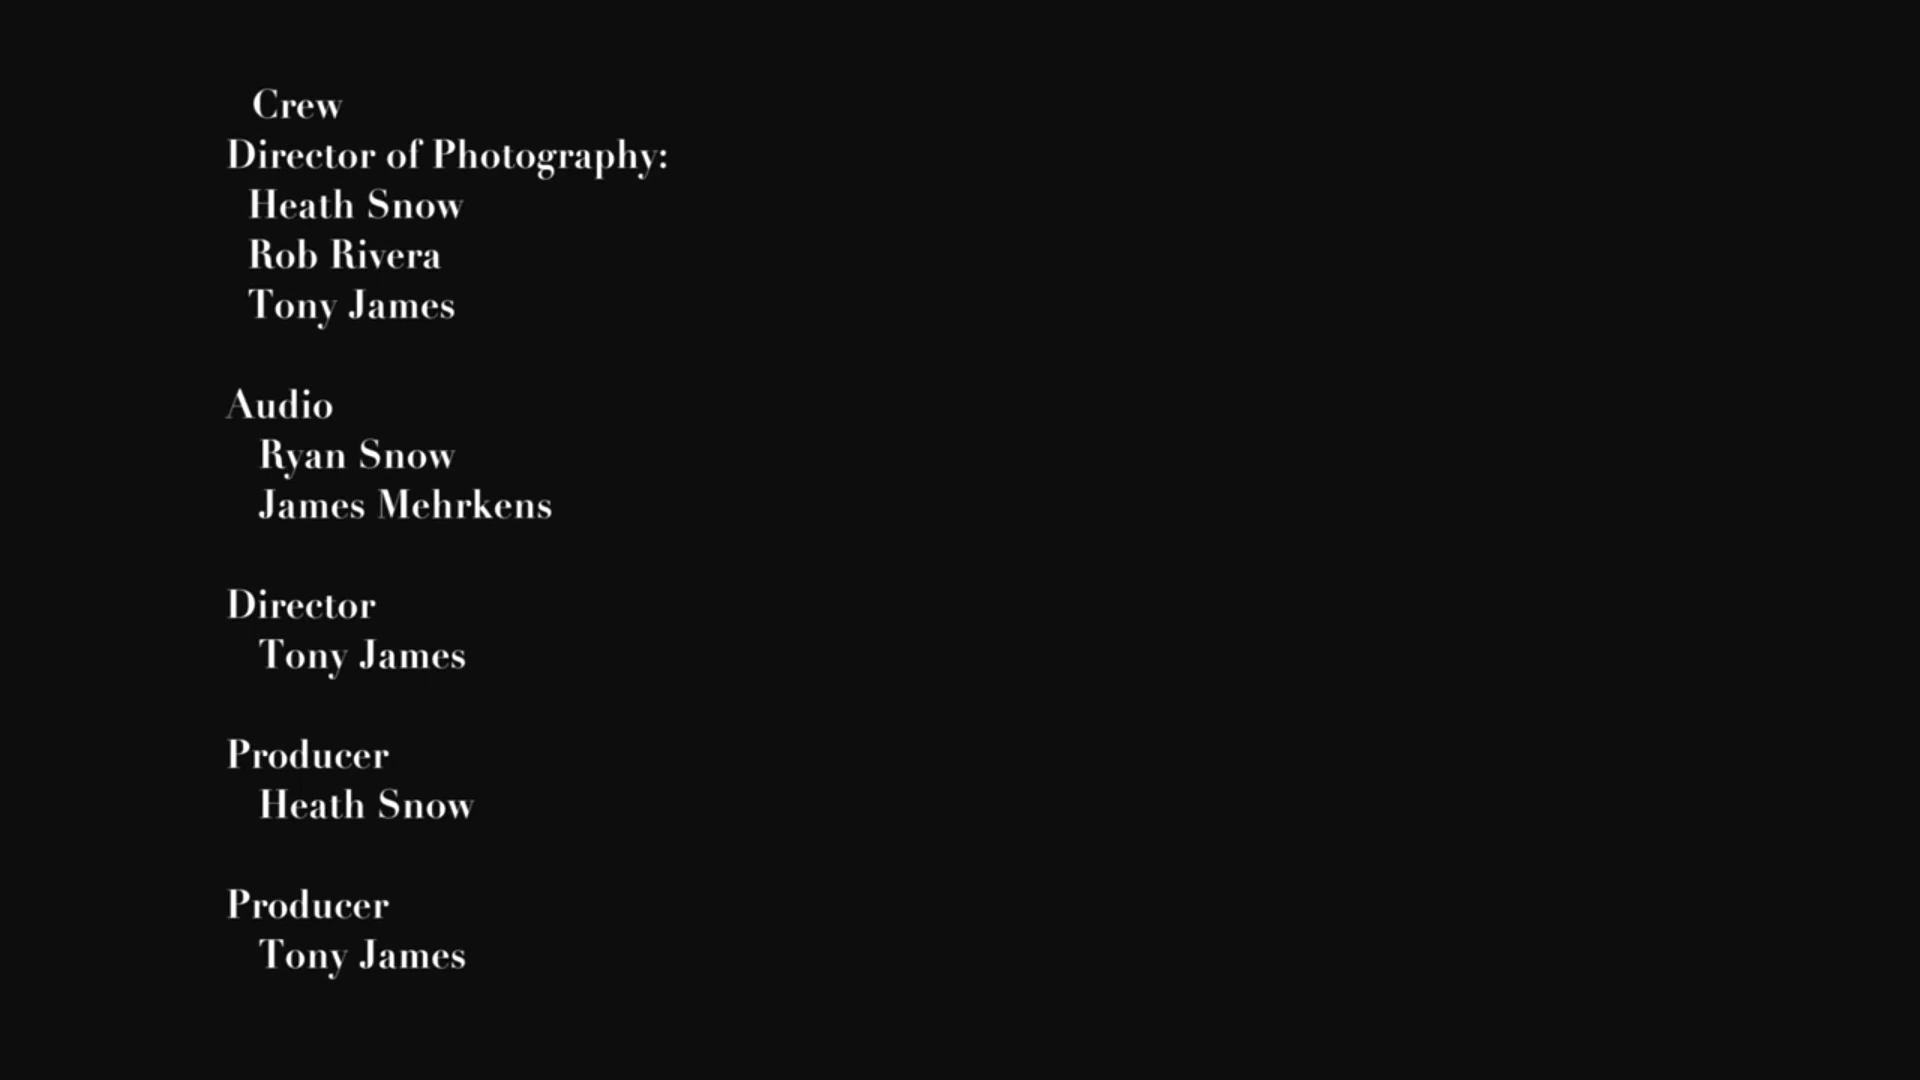 Crew
Director of Photography:
Heath Snow
Rob Rivera
Tony James
Audio
Ryan Snow
James Mehrkens
Director
Tony James
Producer
Heath Snow
Producer
Tony James